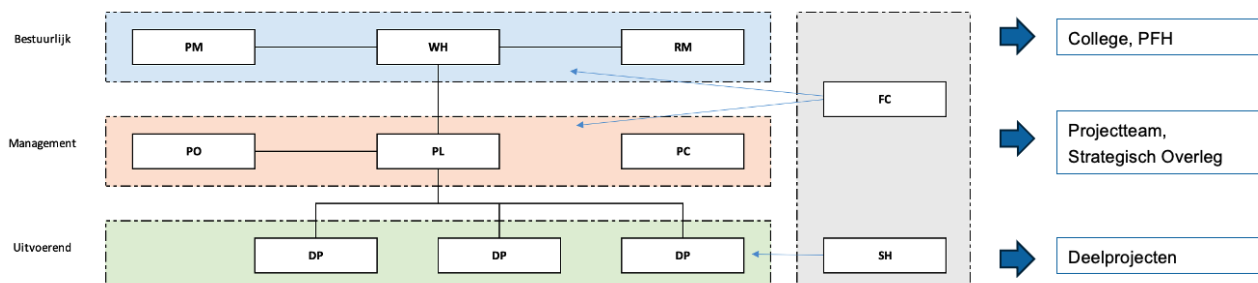 Bestuurlijk
PM
WH
RM
College, PFH
FC
Management
PO
PL
PC
Projectteam,
Strategisch Overleg
Uitvoerend
DP
DP
DP
SH
Deelprojecten